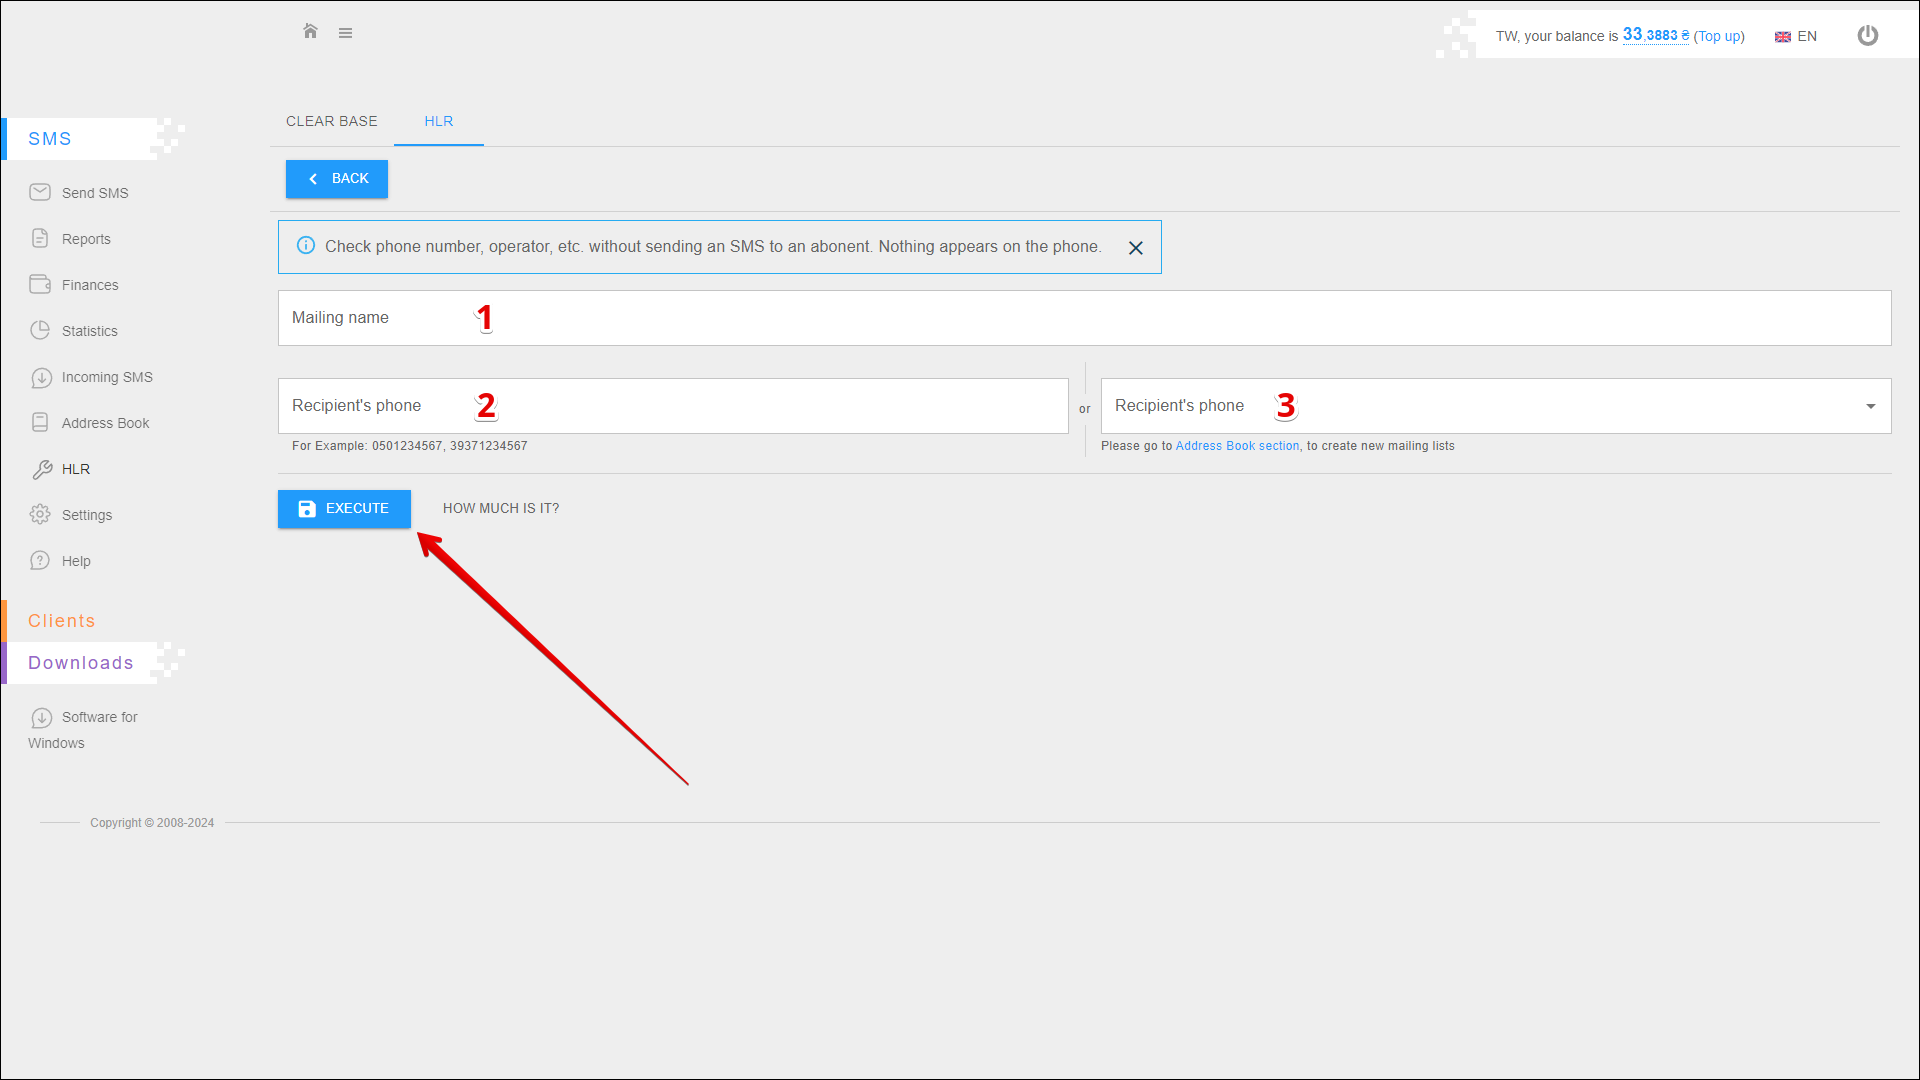 TW, your balance is 33,3883 ₴ (Top up)
EN
SMS
Send SMS
Reports
Finances
Statistics
Incoming SMS
Address Book
HLR
Settings
Help
Clients
Downloads
Software for
Windows
CLEAR BASE
HLR
BACK
Check phone number, operator, etc. without sending an SMS to an abonent. Nothing appears on the phone.
Mailing name
1
Recipient's phone
2
For Example: 0501234567, 39371234567
or
Recipient's phone
3
Please go to Address Book section, to create new mailing lists
EXECUTE
HOW MUCH IS IT?
Copyright © 2008-2024